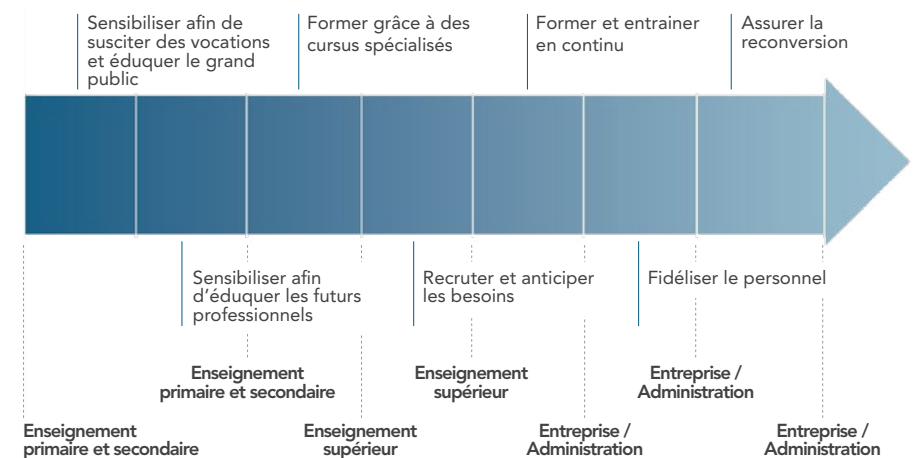 Sensibiliser afin de
susciter des vocations
et éduquer le grand
public
Former grâce à des
cursus spécialisés
Former et entrainer
en continu
Assurer la
reconversion
Sensibiliser afin
d'éduquer les futurs
professionnels
Recruter et anticiper
les besoins
Fidéliser le personnel
Enseignement
primaire et secondaire
Enseignement
supérieur
Entreprise /
Administration
Enseignement
primaire et secondaire
Enseignement
supérieur
Entreprise /
Administration
Entreprise /
Administration